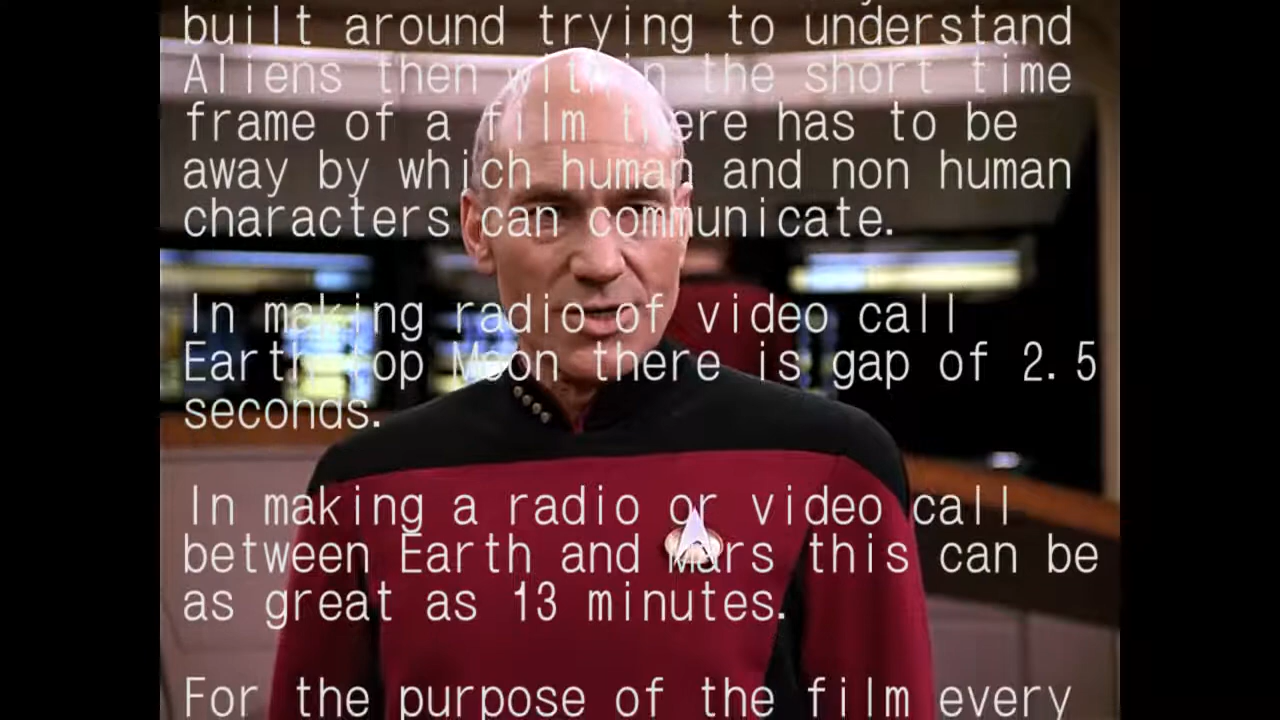 built around trying to understand
Aliens then within the short time
frame of a film there has to be
away by which human and non human
characters can communicate.
In making radio of video call
Earth top Moon there is gap of 2.5
seconds.
In making a radio or video call
between Earth and Mars this can be
as great as 13 minutes.
For the purpose of the film every